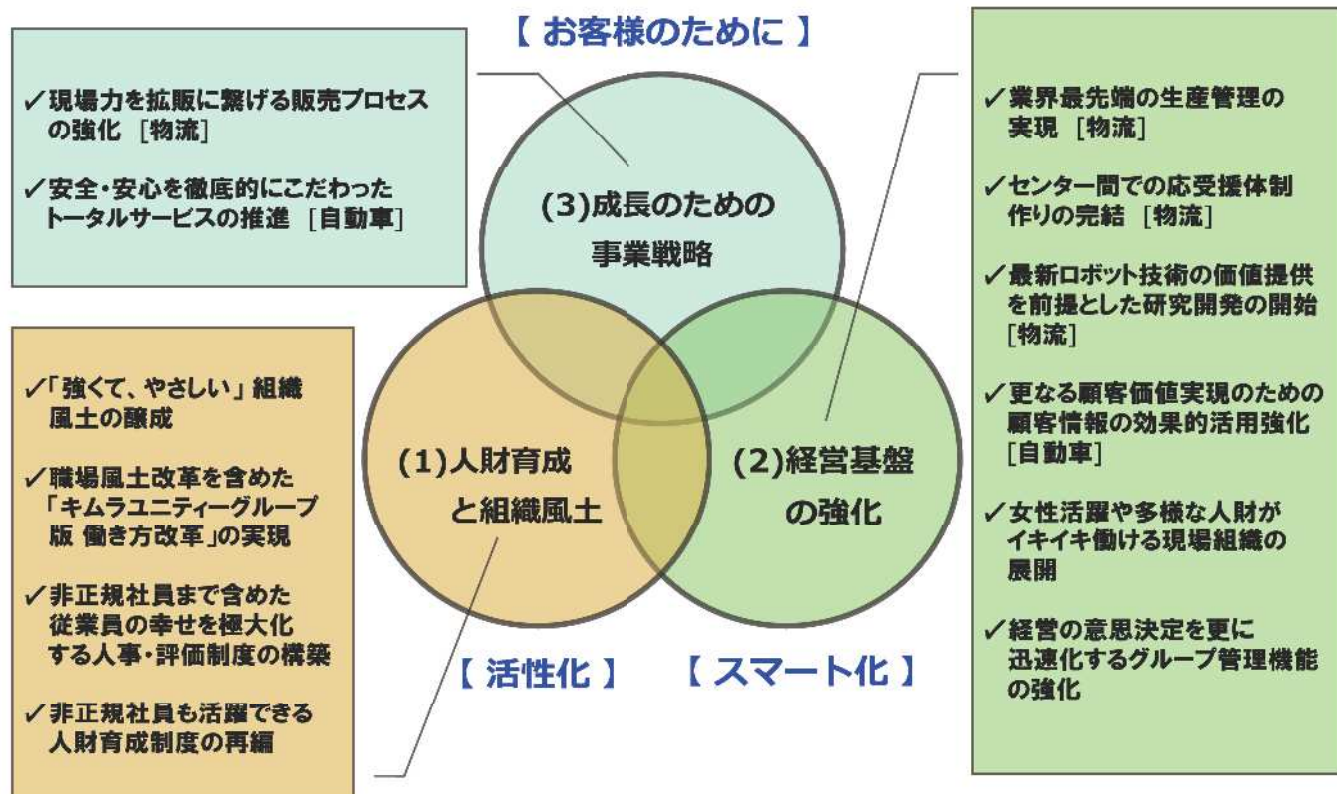 【 お客様のために 】
✓現場力を拡販に繋げる販売プロセス
の強化 [物流]
✓安全・安心を徹底的にこだわった
トータルサービスの推進 [自動車]
(3)成長のための
事業戦略
✓「強くて、やさしい」組織
風土の醸成
✓職場風土改革を含めた
「キムラユニティーグループ
版 働き方改革」の実現
✓非正規社員まで含めた
従業員の幸せを極大化
する人事・評価制度の構築
✓非正規社員も活躍できる
人財育成制度の再編
(1)人財育成
と組織風土
【 活性化 】
(2)経営基盤
の強化
【 スマート化 】
✓業界最先端の生産管理の
実現 [物流]
✓センター間での応受援体制
作りの完結 [物流]
✓最新ロボット技術の価値提供
を前提とした研究開発の開始
[物流]
✓更なる顧客価値実現のための
顧客情報の効果的活用強化
[自動車]
✓女性活躍や多様な人財が
イキイキ働ける現場組織の
展開
✓経営の意思決定を更に
迅速化するグループ管理機能
の強化